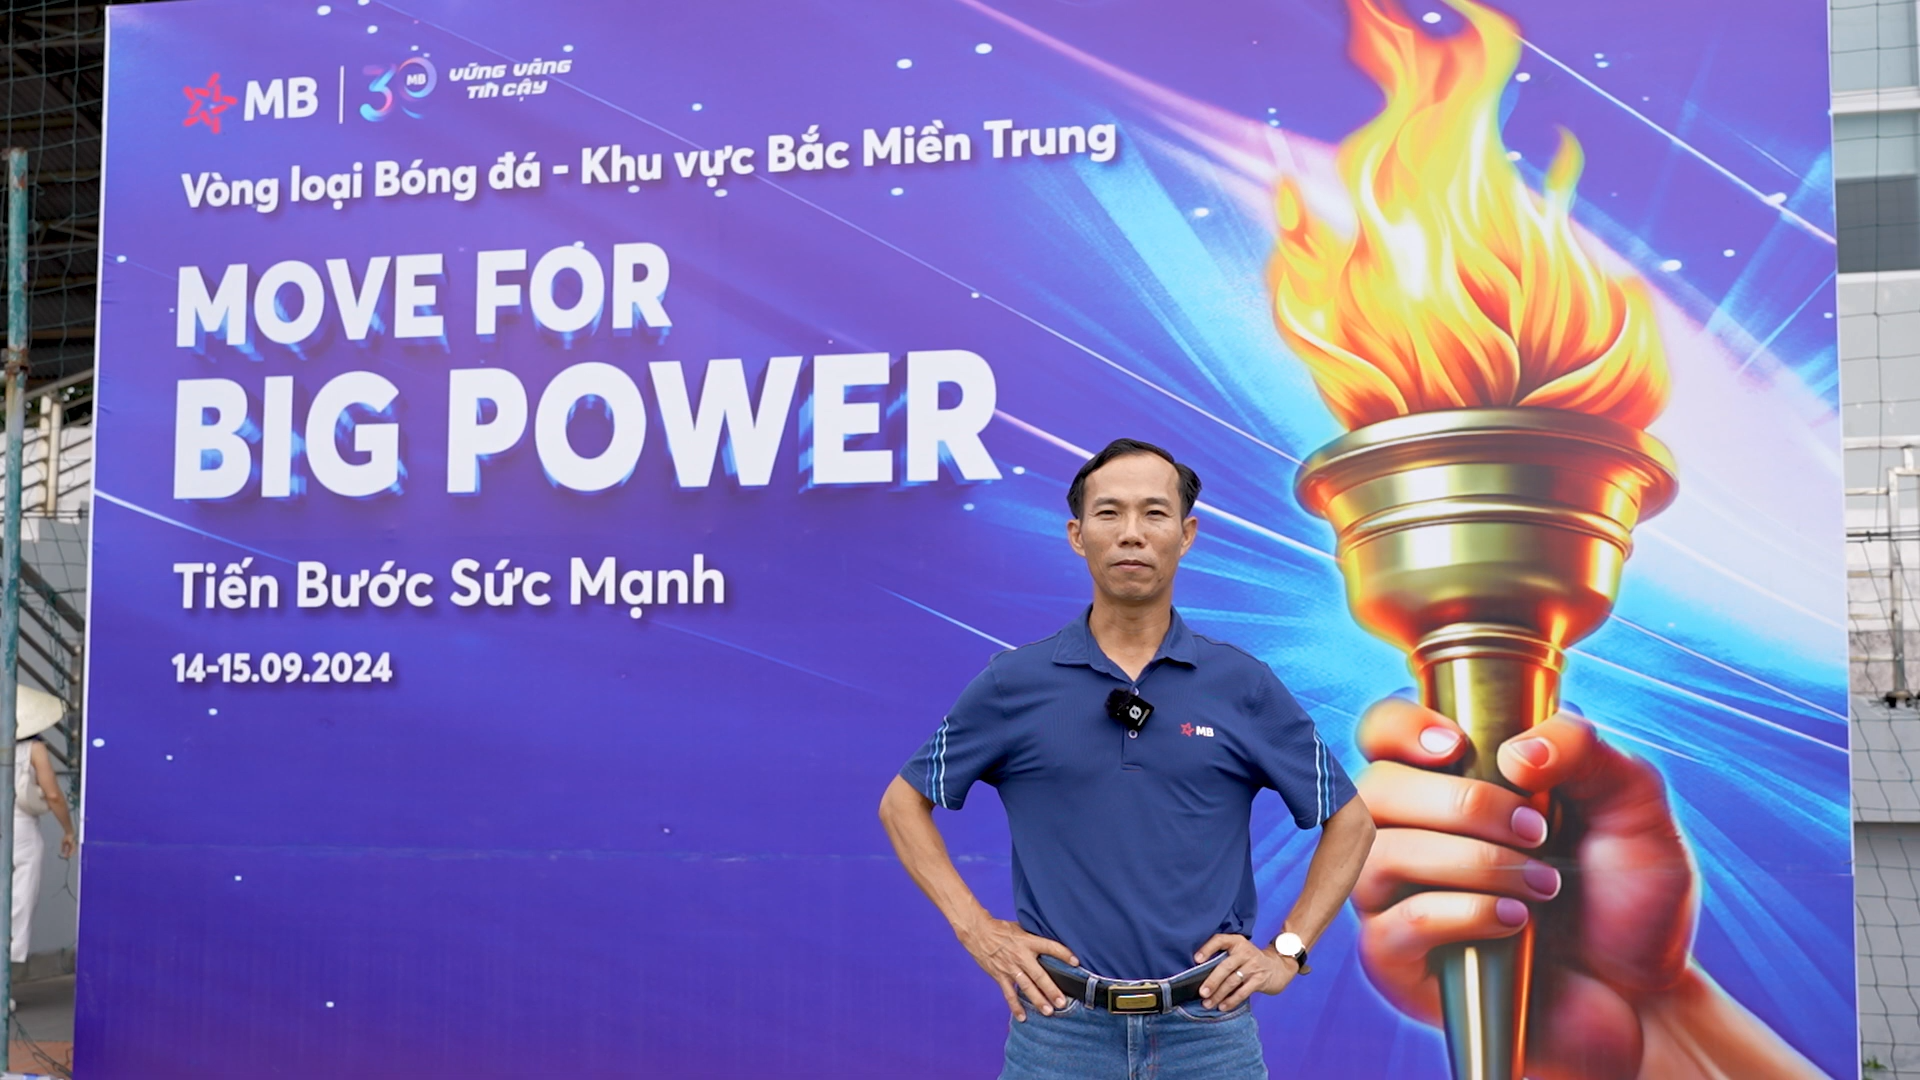 MB | 30 MB VỮNG VÀNG
TIN CẬY
Vòng loại Bóng đá - Khu vực Bắc Miền Trung
MOVE FOR
BIG POWER
Tiến Bước Sức Mạnh
14-15.09.2024
MB